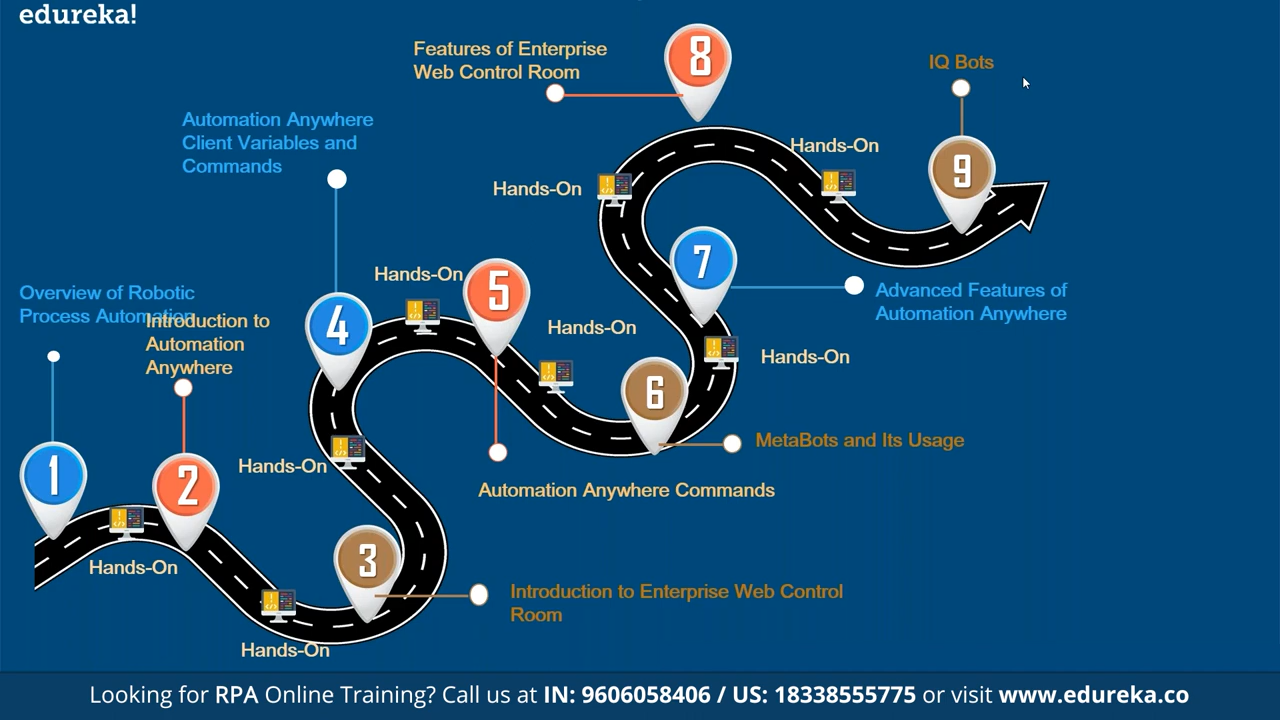 edureka!
Features of Enterprise
Web Control Room
8
IQ Bots
Automation Anywhere
Client Variables and
Commands
Hands-On
9
Hands-On
7
Hands-On
5
Advanced Features of
Automation Anywhere
Overview of Robotic
Process Automation
Introduction to
Automation
Anywhere
4
Hands-On
Hands-On
6
MetaBots and Its Usage
1
2
Hands-On
Automation Anywhere Commands
Hands-On
3
Introduction to Enterprise Web Control
Room
Hands-On
Looking for RPA Online Training? Call us at IN: 9606058406 / US: 18338555775 or visit www.edureka.co